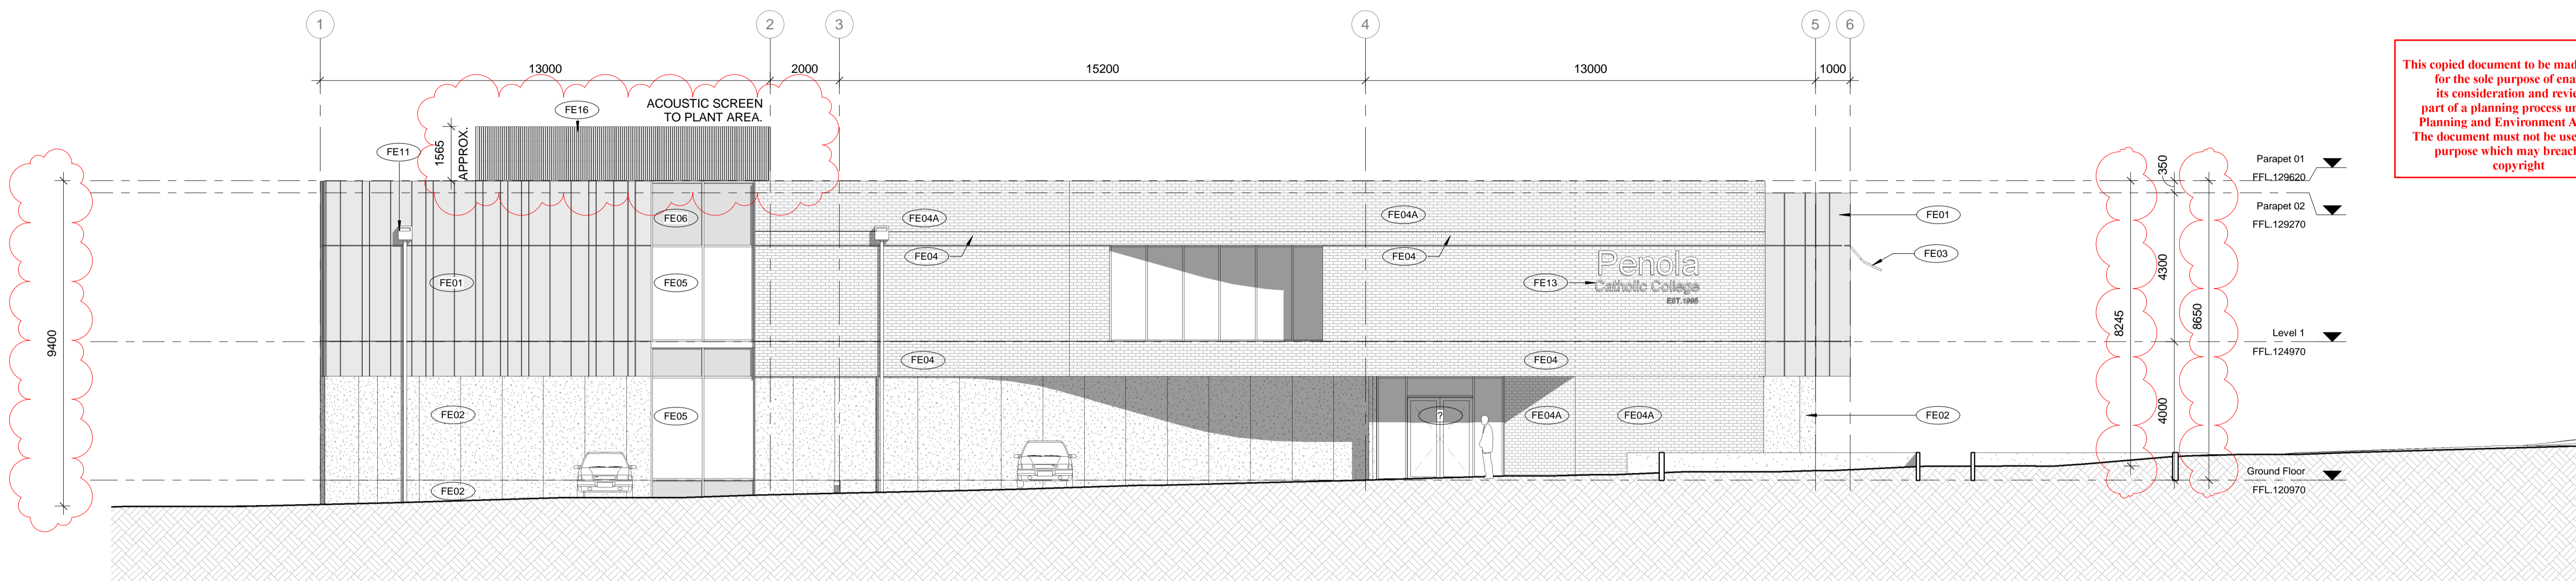 1
2
3
4
5
6
13000
2000
15200
13000
1000
This copied document to be mad
for the sole purpose of ena
its consideration and revi
part of a planning process u
Planning and Environment A
The document must not be use
purpose which may breac
copyright
FE16
ACOUSTIC SCREEN
TO PLANT AREA.
1565
APPROX.
FE11
Parapet 01
FFL.129620
350
Parapet 02
FFL.129270
FE06
FE04A
FE04A
FE01
FE04
FE04
FE03
FE01
FE05
FE13
Penola
Catholic College
EST.1995
4300
8245
8650
9400
Level 1
FFL.124970
FE04
FE04
FE02
FE05
?
FE04A
FE04A
FE02
4000
FE02
Ground Floor
FFL.120970